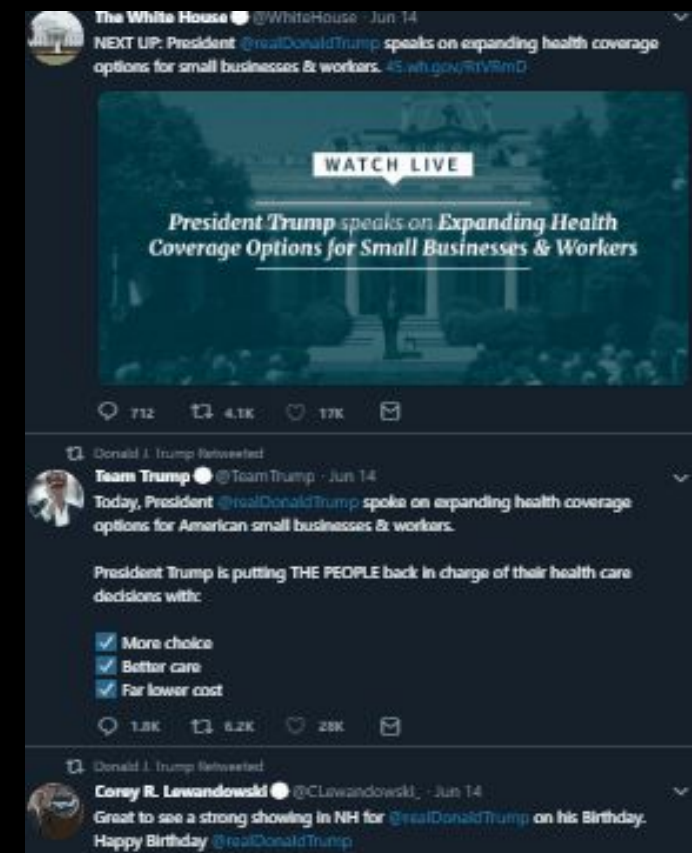 The White House @WhiteHouse · Jun 14
NEXT UP: President @realDonaldTrump speaks on expanding health coverage
options for small businesses & workers. 45.wh.gov/RtVRmD
WATCH LIVE
President Trump speaks on Expanding Health
Coverage Options for Small Businesses & Workers
712 4.1K 17K
Donald J. Trump Retweeted
Team Trump @TeamTrump · Jun 14
Today, President @realDonaldTrump spoke on expanding health coverage
options for American small businesses & workers.
President Trump is putting THE PEOPLE back in charge of their health care
decisions with:
More choice
Better care
Far lower cost
1.8K 6.2K 28K
Donald J. Trump Retweeted
Corey R. Lewandowski @CLewandowski_ · Jun 14
Great to see a strong showing in NH for @realDonaldTrump on his Birthday.
Happy Birthday @realDonaldTrump